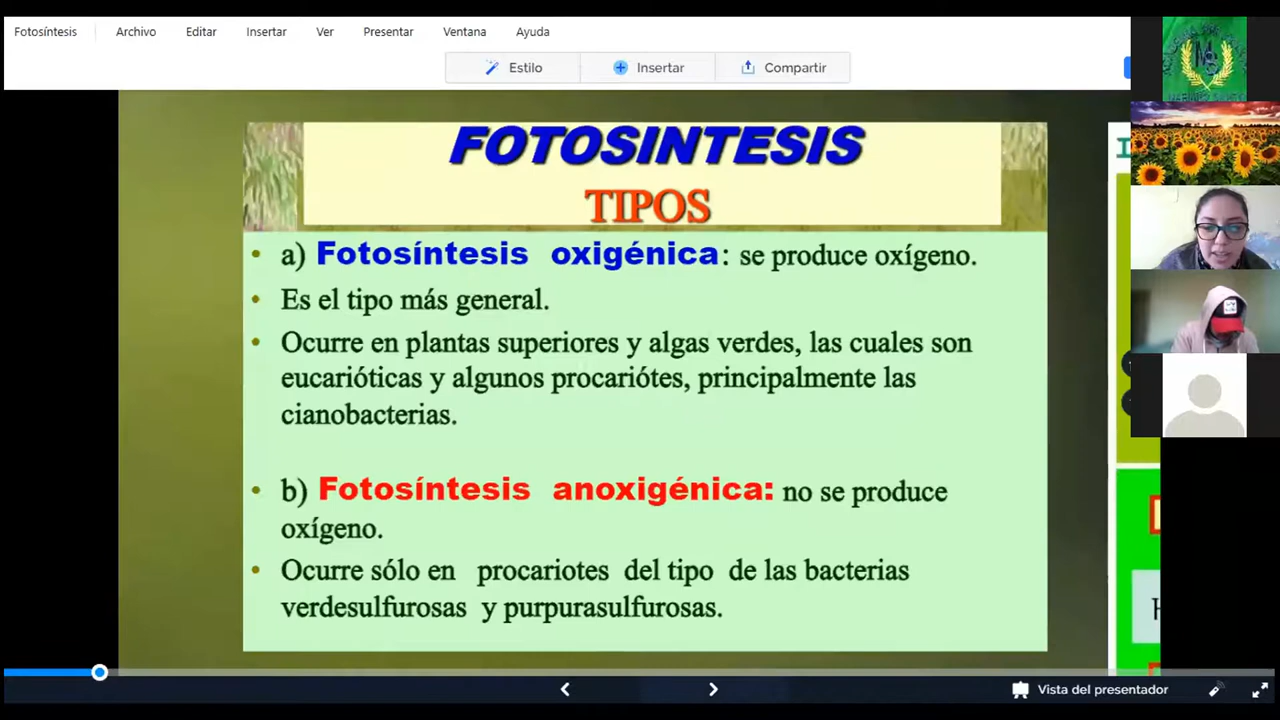 Fotosíntesis
Archivo
Editar
Insertar
Ver
Presentar
Ventana
Ayuda
Estilo
Insertar
Compartir
FOTOSINTESIS
TIPOS
• a) Fotosíntesis oxigénica: se produce oxígeno.
• Es el tipo más general.
• Ocurre en plantas superiores y algas verdes, las cuales son
eucarióticas y algunos procariótes, principalmente las
cianobacterias.
• b) Fotosíntesis anoxigénica: no se produce
oxígeno.
• Ocurre sólo en procariotes del tipo de las bacterias
verdesulfurosas y purpurasulfurosas.
Vista del presentador